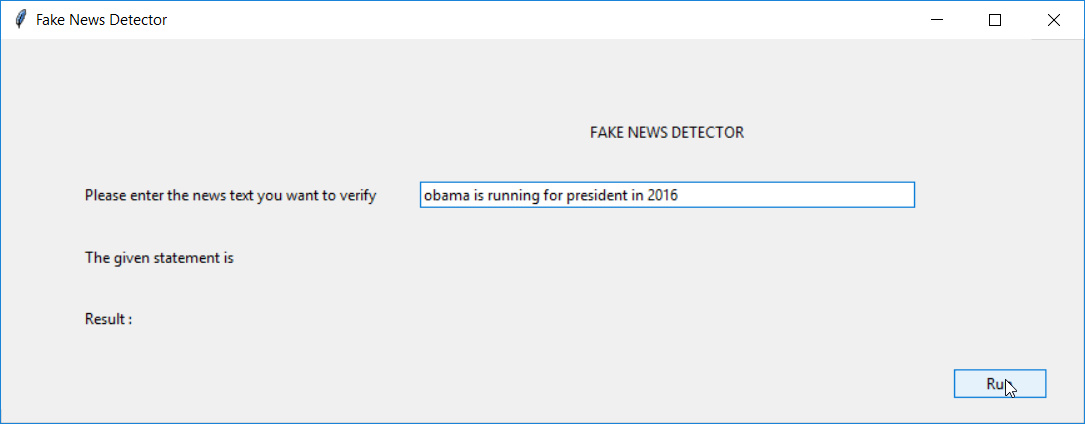 Fake News Detector
FAKE NEWS DETECTOR
Please enter the news text you want to verify obama is running for president in 2016
The given statement is
Result :
Run